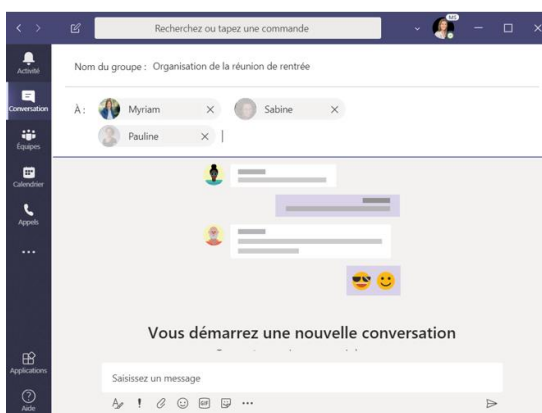 Recherchez ou tapez une commande
MS
Activité
Nom du groupe : Organisation de la réunion de rentrée
Conversation
À : Myriam Sabine
Pauline
Équipes
Calendrier
Appels
Vous démarrez une nouvelle conversation
Applications
Saisissez un message
GIF
Aide